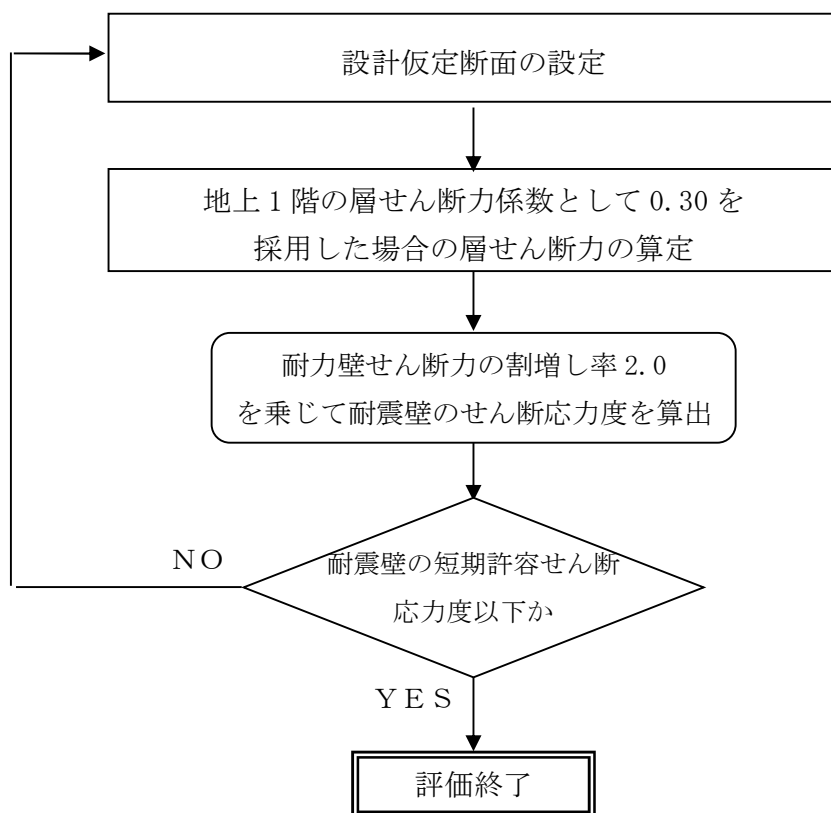 設計仮定断面の設定
地上1階の層せん断力係数として0.30を
採用した場合の層せん断力の算定
耐力壁せん断力の割増し率2.0
を乗じて耐震壁のせん断応力度を算出
NO
耐震壁の短期許容せん断
応力度以下か
YES
評価終了